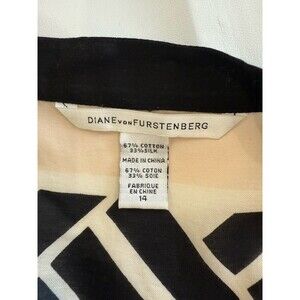 DIANE VON FURSTENBERG
67% COTTON
33% SILK
MADE IN CHINA
67% COTON
33% SOIE
FABRIQUE
EN CHINE
14